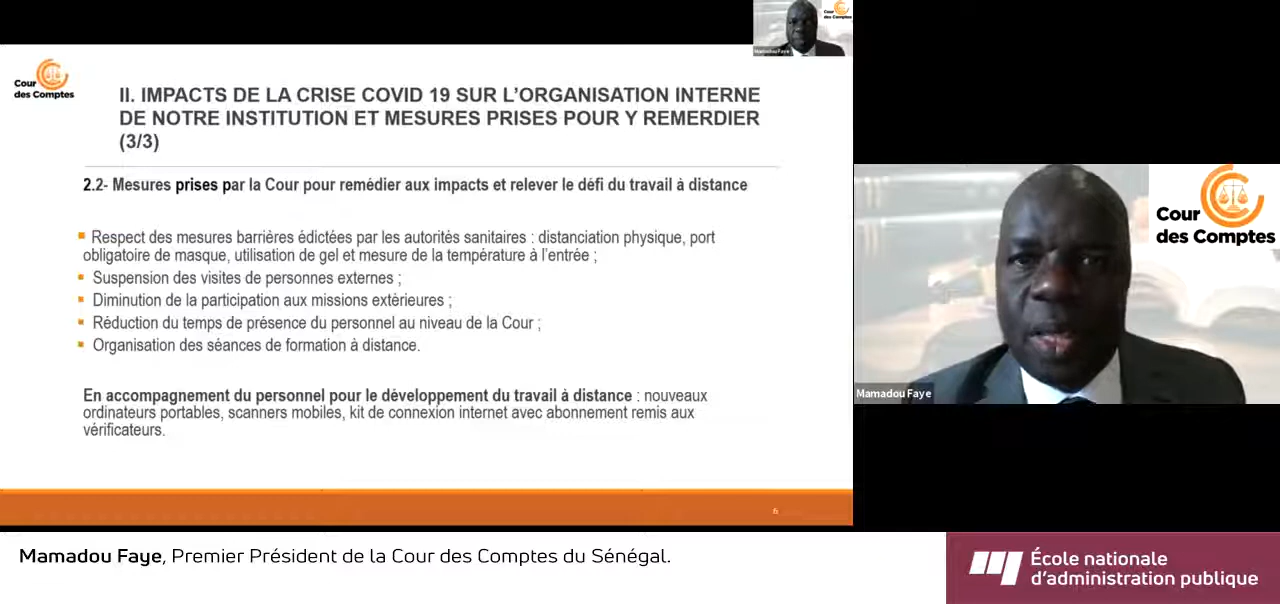 Cour
des Comptes
Mamadou Faye
Cour
des Comptes
II. IMPACTS DE LA CRISE COVID 19 SUR L'ORGANISATION INTERNE
DE NOTRE INSTITUTION ET MESURES PRISES POUR Y REMERDIER
(3/3)
2.2- Mesures prises par la Cour pour remédier aux impacts et relever le défi du travail à distance
Respect des mesures barrières édictées par les autorités sanitaires : distanciation physique, port
obligatoire de masque, utilisation de gel et mesure de la température à l'entrée ;
Suspension des visites de personnes externes ;
Diminution de la participation aux missions extérieures ;
Réduction du temps de présence du personnel au niveau de la Cour ;
Organisation des séances de formation à distance.
En accompagnement du personnel pour le développement du travail à distance : nouveaux
ordinateurs portables, scanners mobiles, kit de connexion internet avec abonnement remis aux
vérificateurs.
6
Cour
des Comptes
Mamadou Faye
Mamadou Faye, Premier Président de la Cour des Comptes du Sénégal.
École nationale
d'administration publique